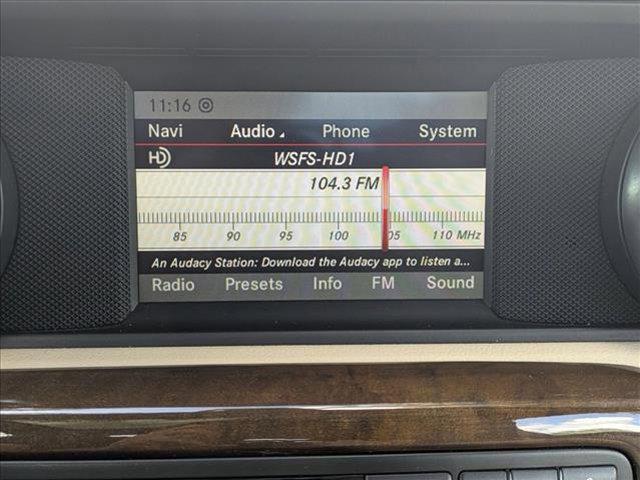 11:16
Navi Audio Phone System
HD WSFS-HD1
104.3 FM
85 90 95 100 05 110 MHz
An Audacy Station: Download the Audacy app to listen a...
Radio Presets Info FM Sound